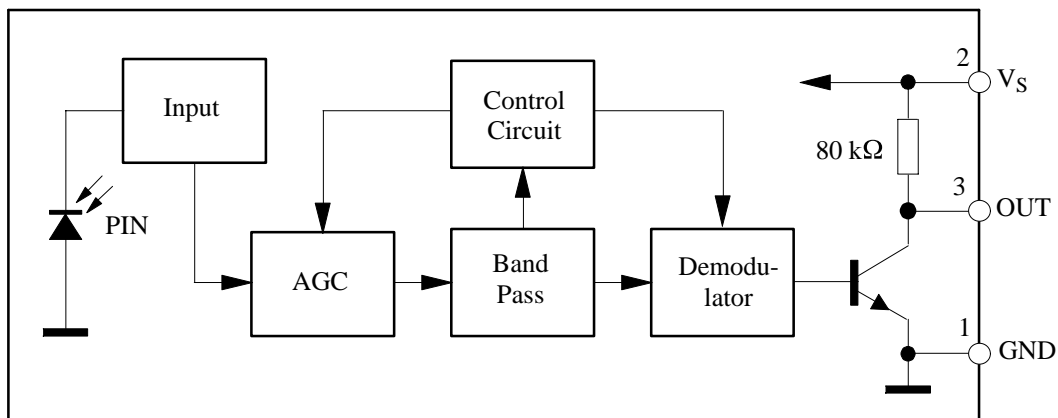 2
V_S
Input
Control
Circuit
80 kΩ
3
OUT
PIN
AGC
Band
Pass
Demodu-
lator
1
GND